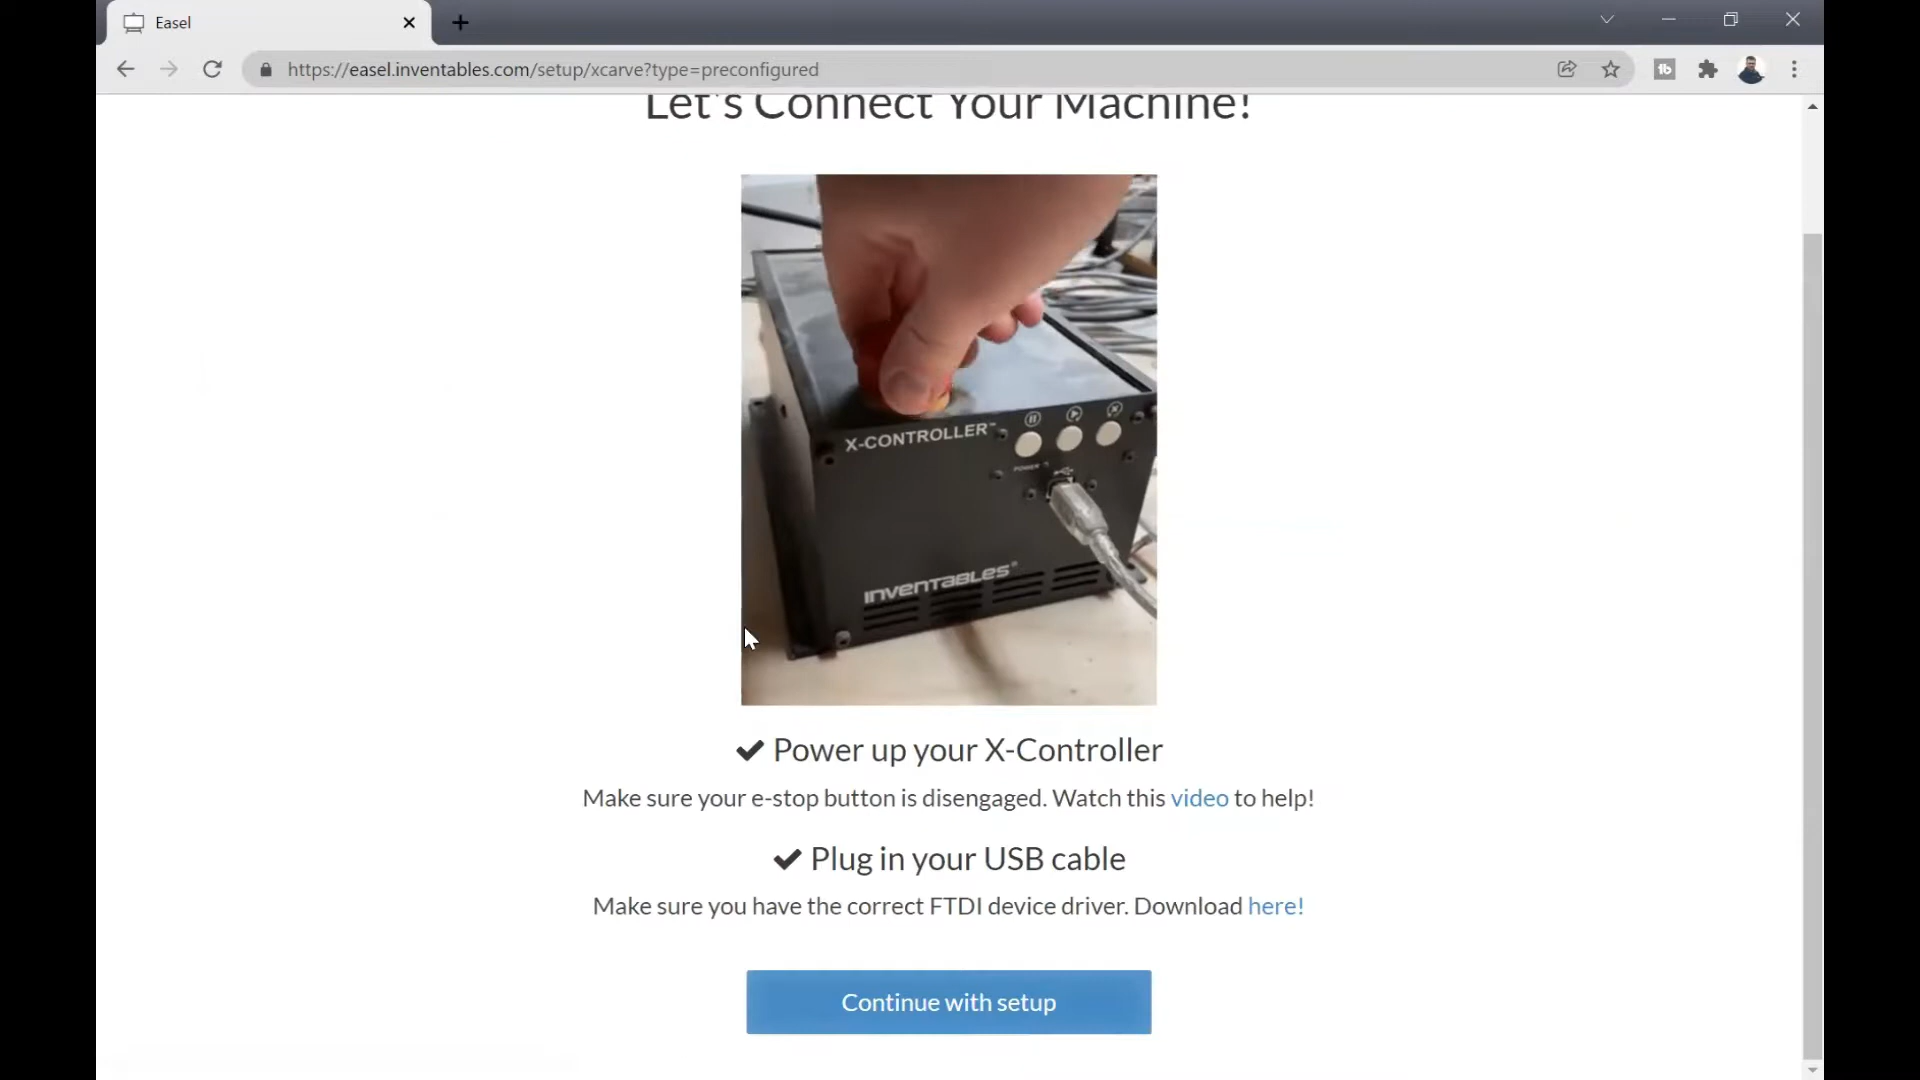 Easel
https://easel.inventables.com/setup/xcarve?type=preconfigured
Let's Connect Your Machine!
X-CONTROLLER™
POWER
INVENTABLES®
Power up your X-Controller
Make sure your e-stop button is disengaged. Watch this video to help!
Plug in your USB cable
Make sure you have the correct FTDI device driver. Download here!
Continue with setup